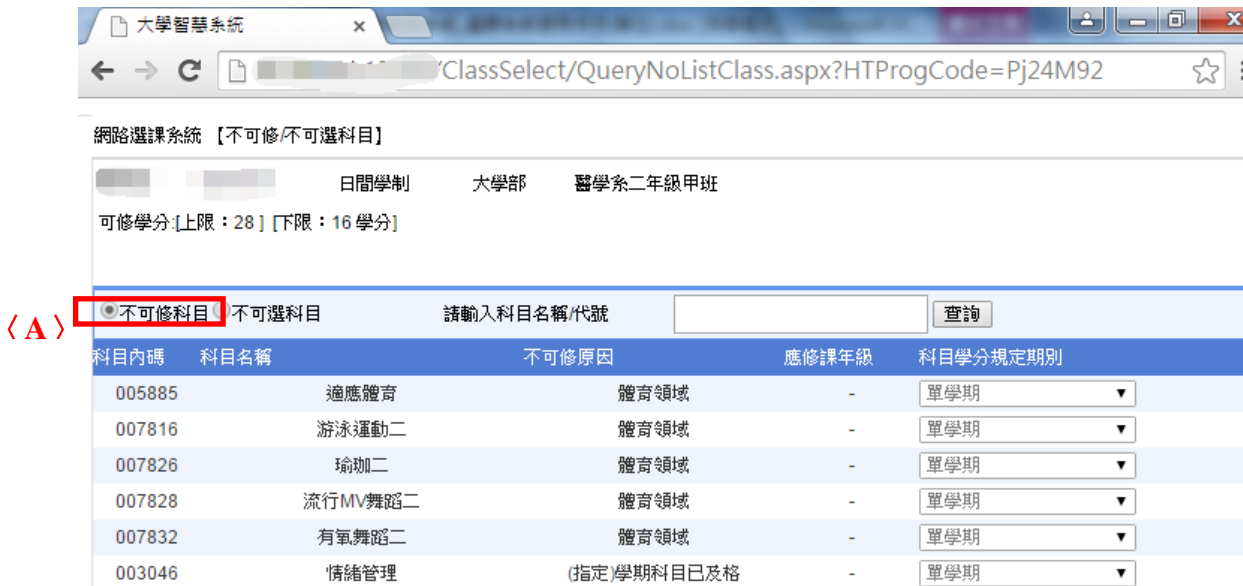 大學智慧系統
/ClassSelect/QueryNoListClass.aspx?HTProgCode=Pj24M92
網路選課系統 【不可修/不可選科目】
日間學制 大學部 醫學系二年級甲班
可修學分:[上限:28 ] [下限:16 學分]
〈A〉 不可修科目 不可選科目 請輸入科目名稱/代號 查詢
科目內碼 科目名稱 不可修原因 應修課年級 科目學分規定期別
005885 適應體育 體育領域 - 單學期
007816 游泳運動二 體育領域 - 單學期
007826 瑜珈二 體育領域 - 單學期
007828 流行MV舞蹈二 體育領域 - 單學期
007832 有氧舞蹈二 體育領域 - 單學期
003046 情緒管理 (指定)學期科目已及格 - 單學期